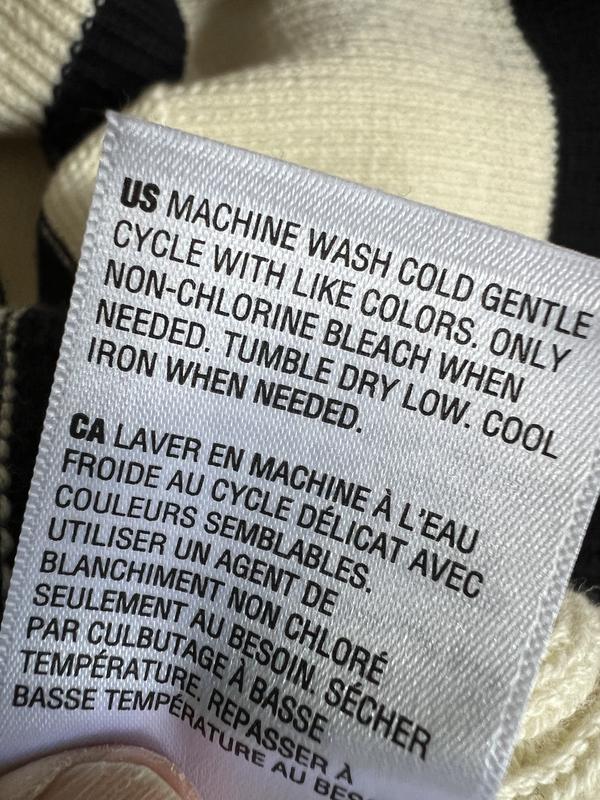 US MACHINE WASH COLD GENTLE
CYCLE WITH LIKE COLORS. ONLY
NON-CHLORINE BLEACH WHEN
NEEDED. TUMBLE DRY LOW. COOL
IRON WHEN NEEDED.
CA LAVER EN MACHINE À L'EAU
FROIDE AU CYCLE DÉLICAT AVEC
COULEURS SEMBLABLES.
UTILISER UN AGENT DE
BLANCHIMENT NON CHLORÉ
SEULEMENT AU BESOIN. SÉCHER
PAR CULBUTAGE À BASSE
TEMPÉRATURE. REPASSER À
BASSE TEMPÉRATURE AU